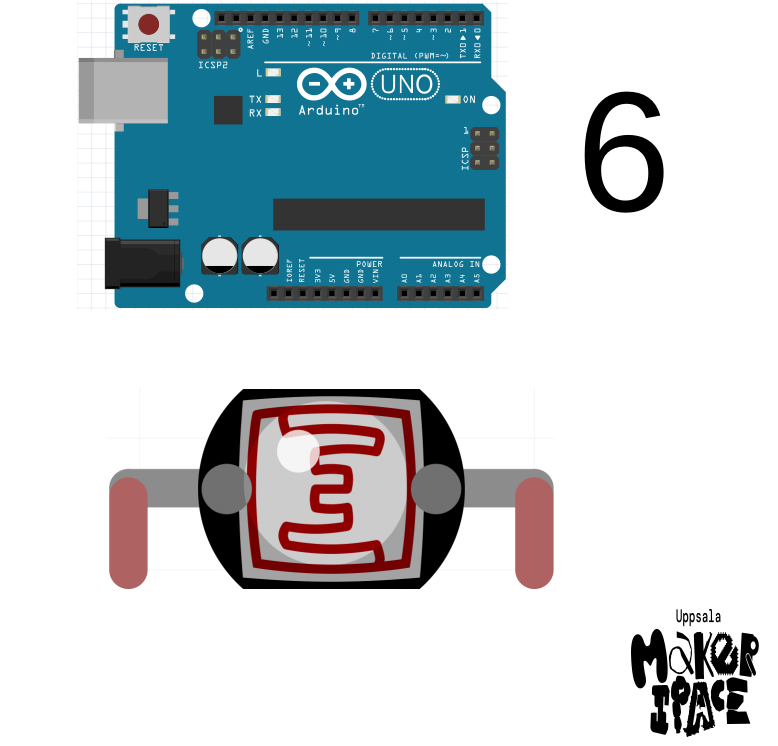 RESET
ICSP2
AREF
GND
13
12
~11
~10
~9
8
7
~6
~5
4
~3
2
TXD▶1
RXD◀0
DIGITAL (PWM=~)
L
TX
RX
Arduino™
UNO
ON
1
ICSP
6
IOREF
RESET
3V3
5V
GND
GND
VIN
POWER
A0
A1
A2
A3
A4
A5
ANALOG IN
Uppsala
MAKER
SPACE